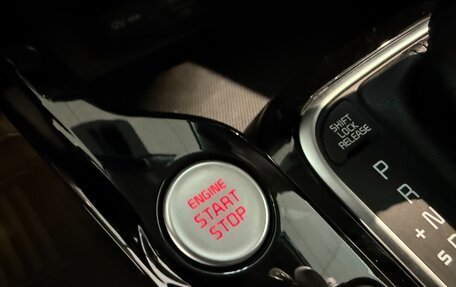 ENGINE
START
STOP
SHIFT
LOCK
RELEASE
P
R
+ N
S D